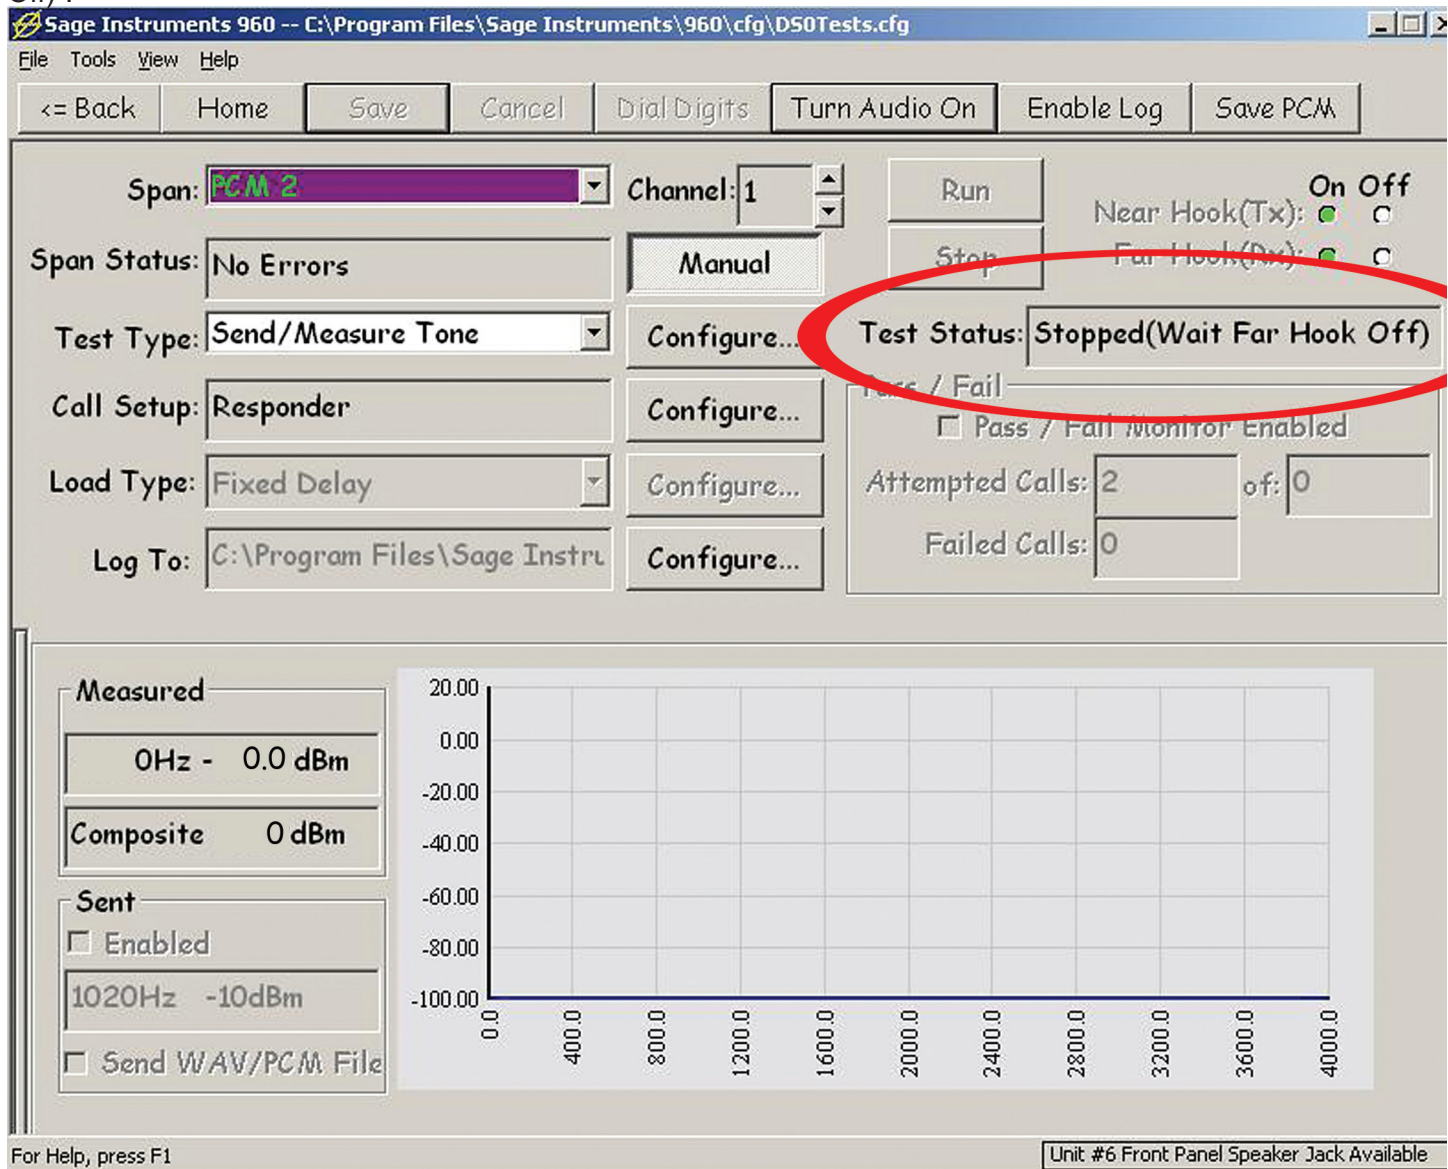 Off) .
Sage Instruments 960 -- C:\Program Files\Sage Instruments\960\cfg\DS0Tests.cfg
File Tools View Help
<= Back Home Save Cancel Dial Digits Turn Audio On Enable Log Save PCM
Span: PCM 2 Channel: 1 Run On Off
Near Hook(Tx):
Span Status: No Errors Manual Stop Far Hook(Rx):
Test Type: Send/Measure Tone Configure... Test Status: Stopped(Wait Far Hook Off)
Pass / Fail
Call Setup: Responder Configure... Pass / Fail Monitor Enabled
Load Type: Fixed Delay Configure... Attempted Calls: 2 of: 0
Log To: C:\Program Files\Sage Instru Configure... Failed Calls: 0
Measured
0Hz - 0.0 dBm
Composite 0 dBm
Sent
Enabled
1020Hz -10dBm
Send WAV/PCM File
20.00
0.00
-20.00
-40.00
-60.00
-80.00
-100.00
0.0 400.0 800.0 1200.0 1600.0 2000.0 2400.0 2800.0 3200.0 3600.0 4000.0
For Help, press F1 Unit #6 Front Panel Speaker Jack Available